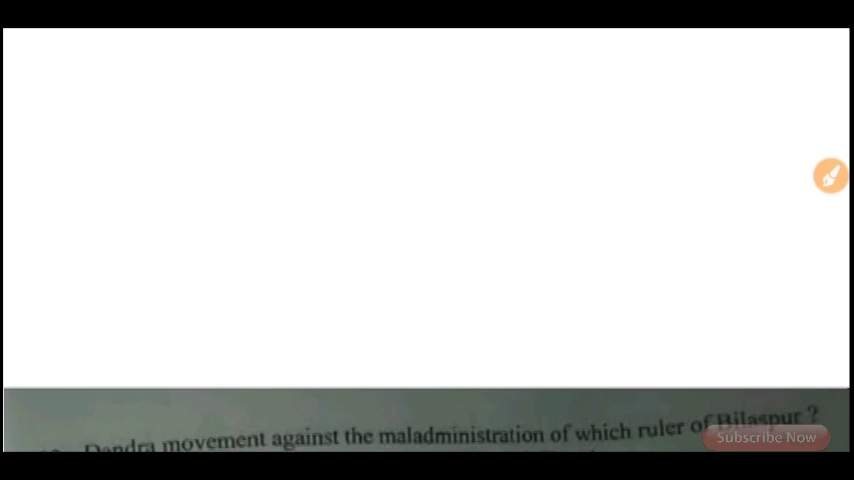 Dandra movement against the maladministration of which ruler of Bilaspur ?
Subscribe Now